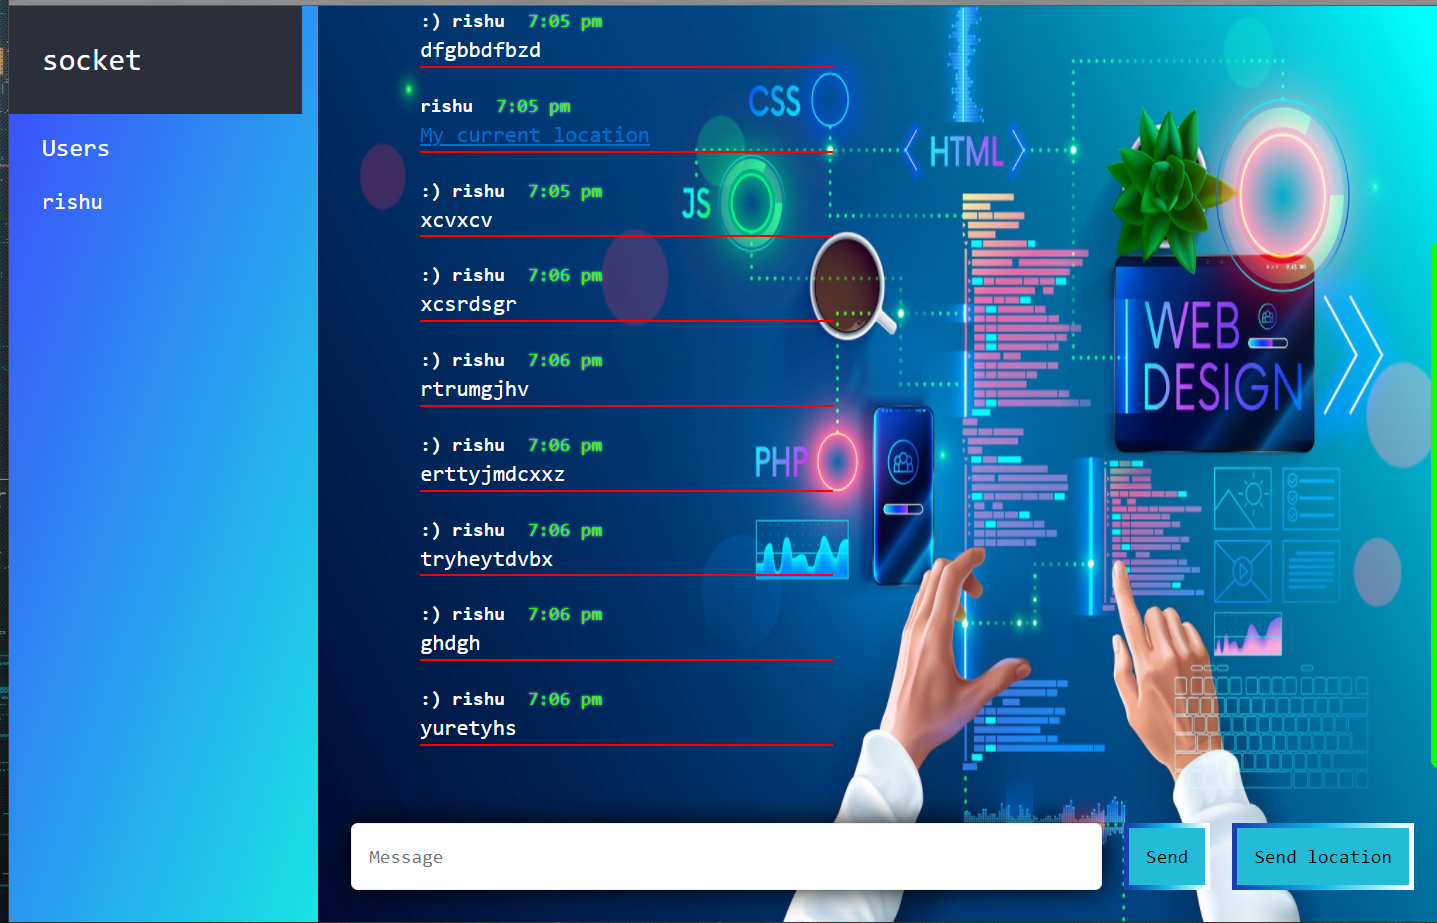 socket
Users
rishu
:) rishu 7:05 pm
dfgbbdfbzd
rishu 7:05 pm
My current location
:) rishu 7:05 pm
xcvxcv
:) rishu 7:06 pm
xcsrdsgr
:) rishu 7:06 pm
rtrumgjhv
:) rishu 7:06 pm
erttyjmdcxxz
:) rishu 7:06 pm
tryheytdvbx
:) rishu 7:06 pm
ghdgh
:) rishu 7:06 pm
yuretyhs
CSS
HTML
JS
PHP
WEB
DESIGN
Message
Send
Send location